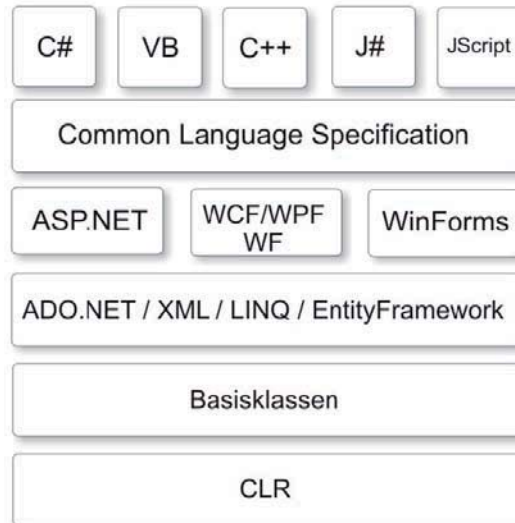 C# VB C++ J# JScript
Common Language Specification
ASP.NET WCF/WPF WinForms
WF
ADO.NET / XML / LINQ / EntityFramework
Basisklassen
CLR